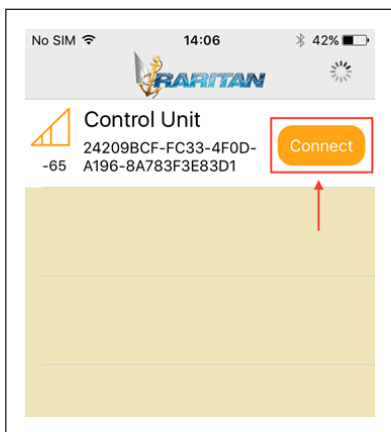 No SIM 14:06 42%
RARITAN
Control Unit
24209BCF-FC33-4F0D-
A196-8A783F3E83D1
-65
Connect